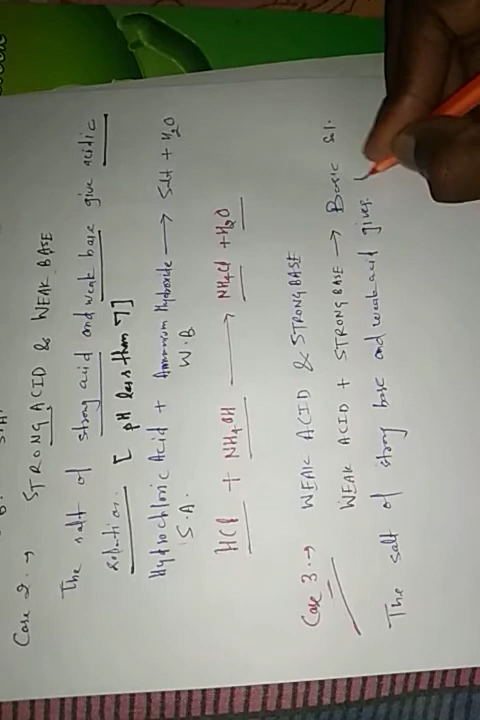 Case 2. → STRONG ACID & WEAK BASE
The salt of strong acid and weak base give acidic
solution. [ pH less than 7]
Hydrochloric Acid + Ammonium Hydroxide → Salt + H2O
S.A. W.B.
HCl + NH4OH → NH4Cl + H2O
Case 3. → WEAK ACID & STRONG BASE
WEAK ACID + STRONG BASE → Basic Sol.
The salt of strong base and weak acid gives